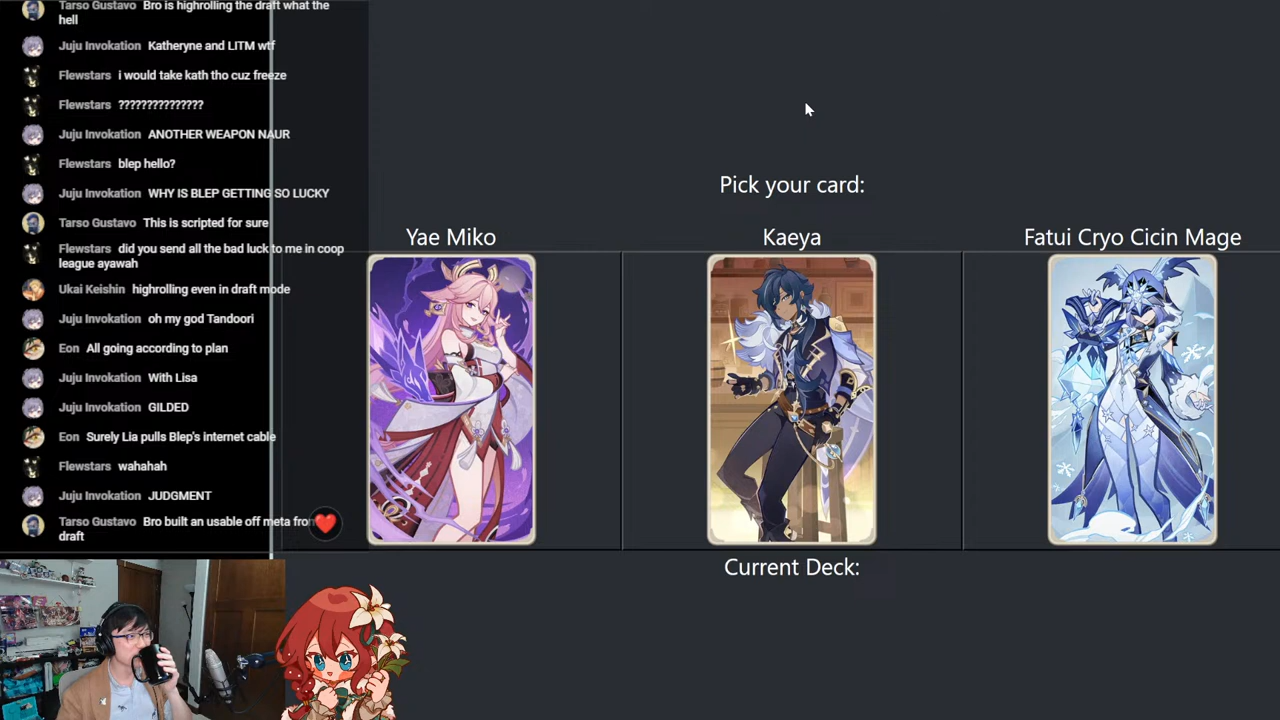 Tarso Gustavo Bro is highrolling the draft what the
hell
Juju Invokation Katheryne and LITM wtf
Flewstars i would take kath tho cuz freeze
Flewstars ???????????????
Juju Invokation ANOTHER WEAPON NAUR
Flewstars blep hello?
Juju Invokation WHY IS BLEP GETTING SO LUCKY
Tarso Gustavo This is scripted for sure
Flewstars did you send all the bad luck to me in coop
league ayawah
Ukai Keishin highrolling even in draft mode
Juju Invokation oh my god Tandoori
Eon All going according to plan
Juju Invokation With Lisa
Juju Invokation GILDED
Eon Surely Lia pulls Blep's internet cable
Flewstars wahahah
Juju Invokation JUDGMENT
Tarso Gustavo Bro built an usable off meta from
draft
Pick your card:
Yae Miko
Kaeya
Fatui Cryo Cicin Mage
Current Deck: